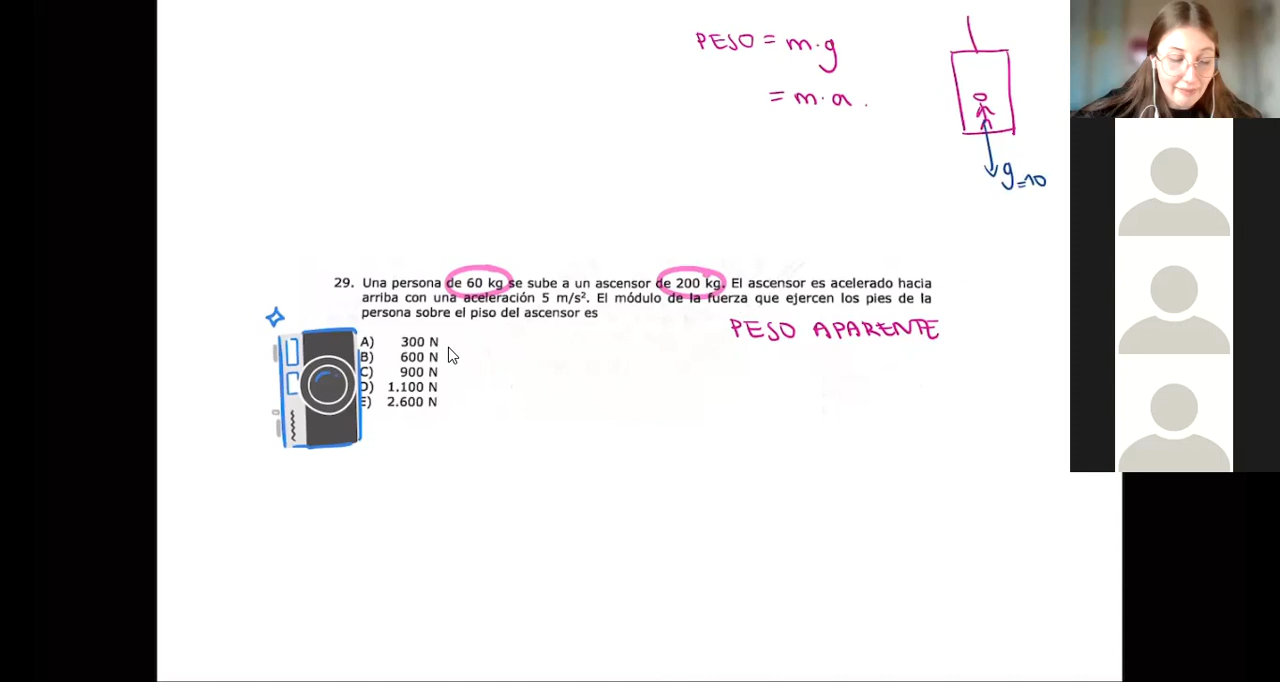 PESO = m·g
= m·a.
g=10
29. Una persona de 60 kg se sube a un ascensor de 200 kg. El ascensor es acelerado hacia
arriba con una aceleración 5 m/s². El módulo de la fuerza que ejercen los pies de la
persona sobre el piso del ascensor es
PESO APARENTE
A) 300 N
B) 600 N
C) 900 N
D) 1.100 N
E) 2.600 N